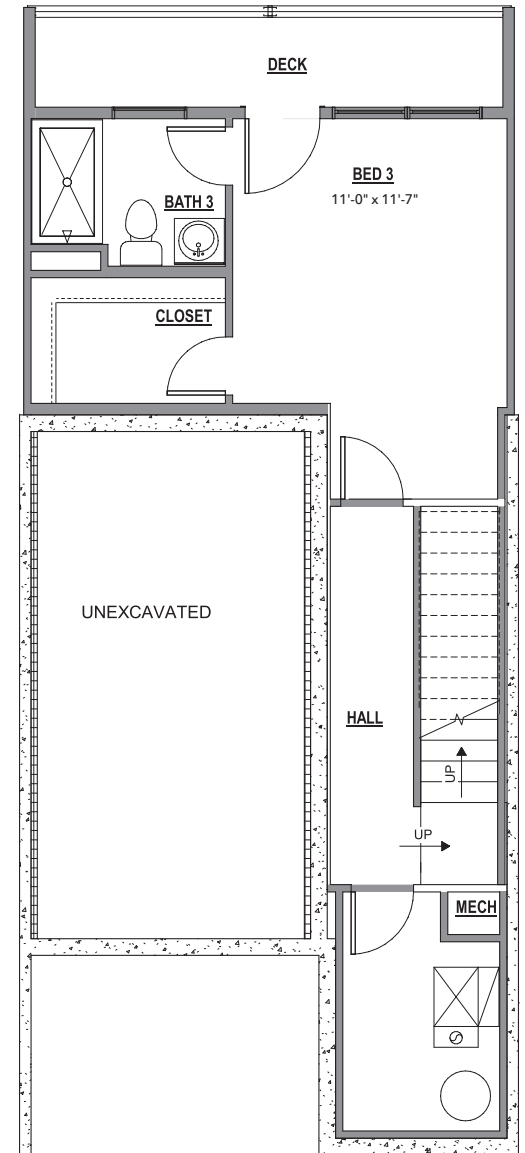 DECK
BED 3
11'-0" x 11'-7"
BATH 3
CLOSET
UNEXCAVATED
HALL
UP
UP
MECH
S